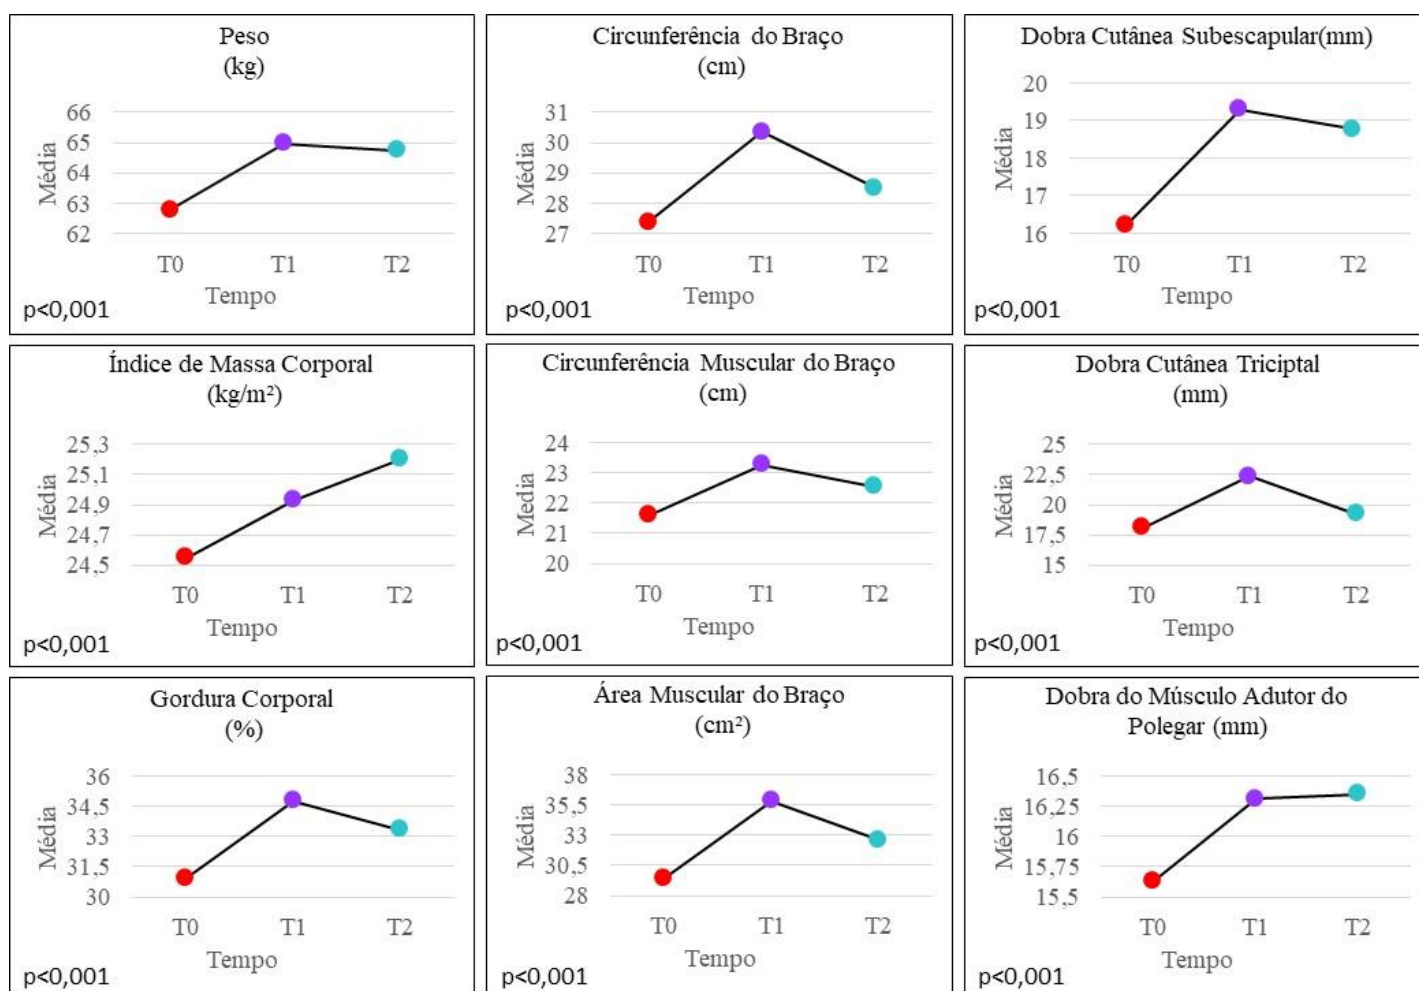 Peso
(kg)
66
65
64
63
62
Média
T0
T1
T2
Tempo
p<0,001
Circunferência do Braço
(cm)
31
30
29
28
27
Média
T0
T1
T2
Tempo
p<0,001
Dobra Cutânea Subescapular(mm)
20
19
18
17
16
Média
T0
T1
T2
Tempo
p<0,001
Índice de Massa Corporal
(kg/m²)
25,3
25,1
24,9
24,7
24,5
Média
T0
T1
T2
Tempo
p<0,001
Circunferência Muscular do Braço
(cm)
24
23
22
21
20
Média
T0
T1
T2
Tempo
p<0,001
Dobra Cutânea Triciptal
(mm)
25
22,5
20
17,5
15
Média
T0
T1
T2
Tempo
p<0,001
Gordura Corporal
(%)
36
34,5
33
31,5
30
Média
T0
T1
T2
Tempo
p<0,001
Área Muscular do Braço
(cm²)
38
35,5
33
30,5
28
Média
T0
T1
T2
Tempo
p<0,001
Dobra do Músculo Adutor do
Polegar (mm)
16,5
16,25
16
15,75
15,5
Média
T0
T1
T2
Tempo
p<0,001